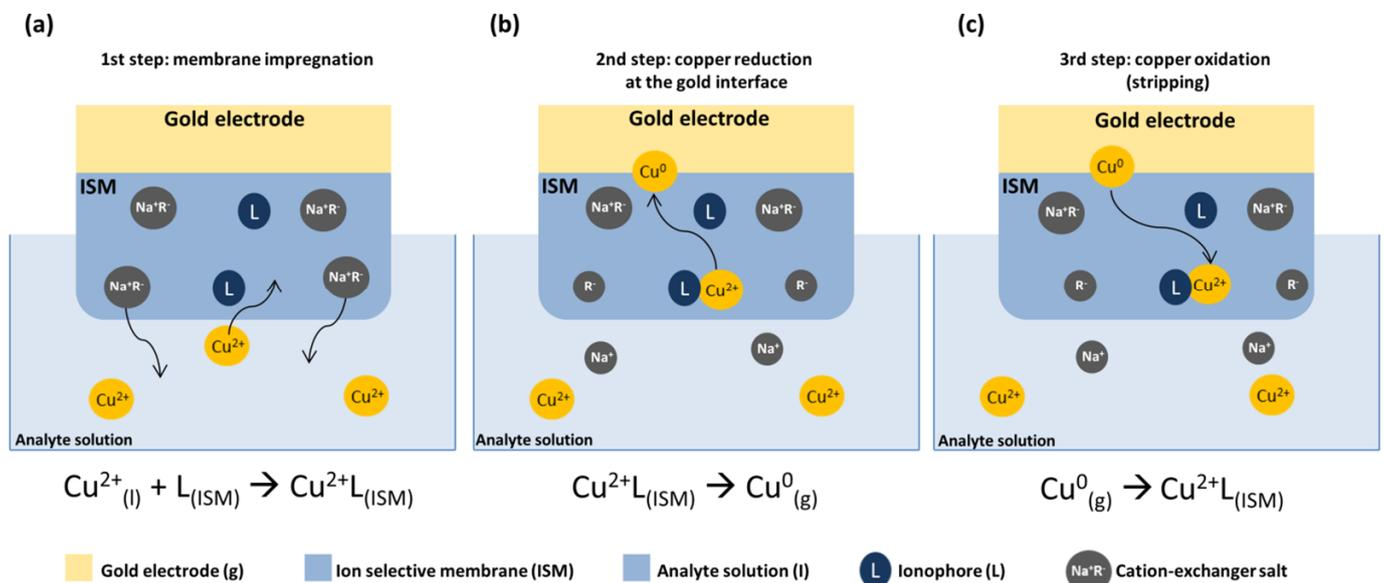 (a)
1st step: membrane impregnation
Gold electrode
ISM
Na⁺R⁻
L
Na⁺R⁻
Na⁺R⁻
L
Na⁺R⁻
Cu²⁺
Cu²⁺
Cu²⁺
Analyte solution
Cu²⁺(l) + L(ISM) → Cu²⁺L(ISM)
(b)
2nd step: copper reduction
at the gold interface
Gold electrode
Cu⁰
ISM
Na⁺R⁻
L
Na⁺R⁻
R⁻
L
Cu²⁺
R⁻
Na⁺
Na⁺
Cu²⁺
Cu²⁺
Analyte solution
Cu²⁺L(ISM) → Cu⁰(g)
(c)
3rd step: copper oxidation
(stripping)
Gold electrode
Cu⁰
ISM
Na⁺R⁻
L
Na⁺R⁻
R⁻
L
Cu²⁺
R⁻
Na⁺
Na⁺
Cu²⁺
Cu²⁺
Analyte solution
Cu⁰(g) → Cu²⁺L(ISM)
Gold electrode (g)
Ion selective membrane (ISM)
Analyte solution (l)
L
Ionophore (L)
Na⁺R⁻
Cation-exchanger salt